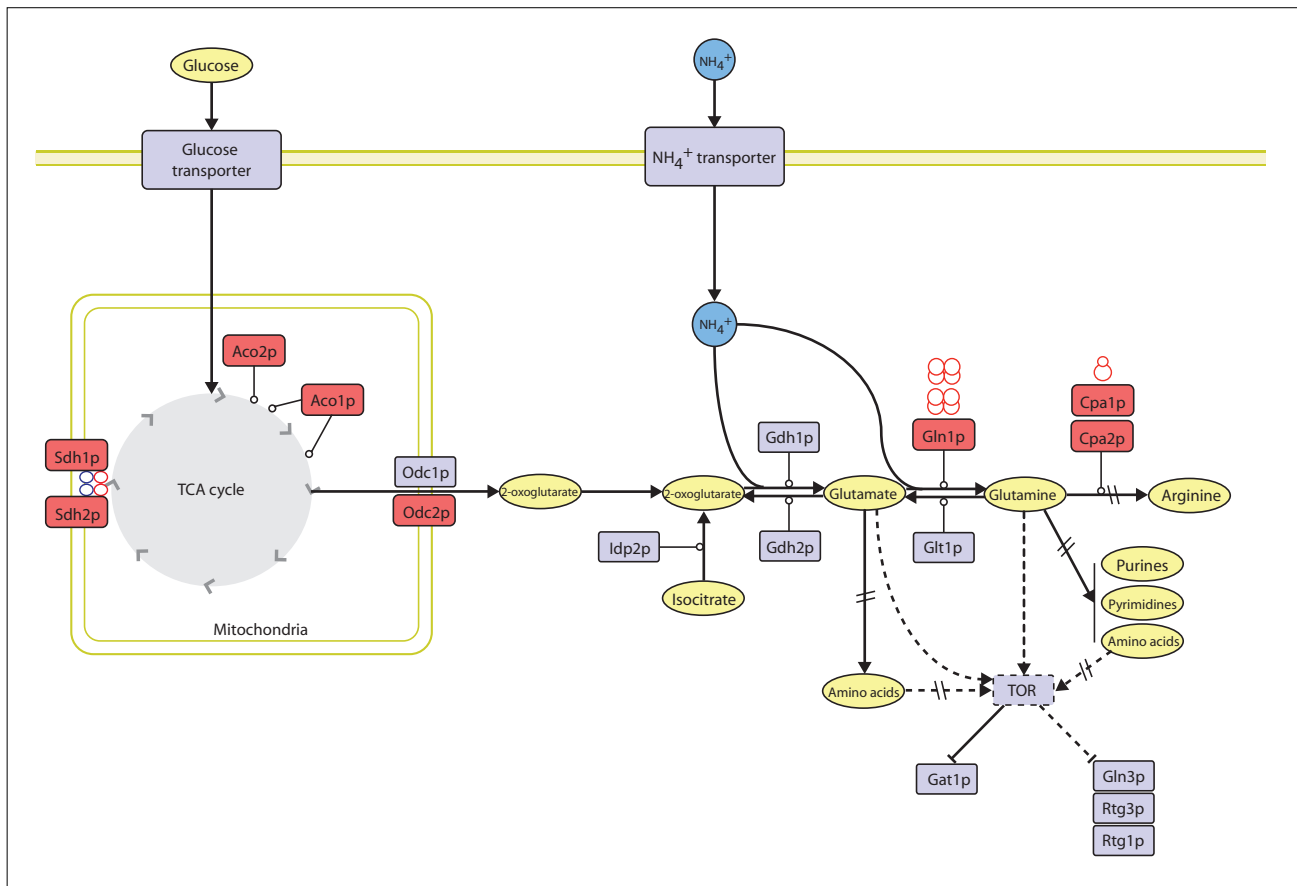 Glucose
NH4+
Glucose
transporter
NH4+ transporter
NH4+
Aco2p
Aco1p
Sdh1p
Sdh2p
TCA cycle
Mitochondria
Odc1p
Odc2p
2-oxoglutarate
2-oxoglutarate
Idp2p
Isocitrate
Gdh1p
Gdh2p
Glutamate
Gln1p
Glt1p
Glutamine
Cpa1p
Cpa2p
Arginine
Purines
Pyrimidines
Amino acids
Amino acids
TOR
Gat1p
Gln3p
Rtg3p
Rtg1p